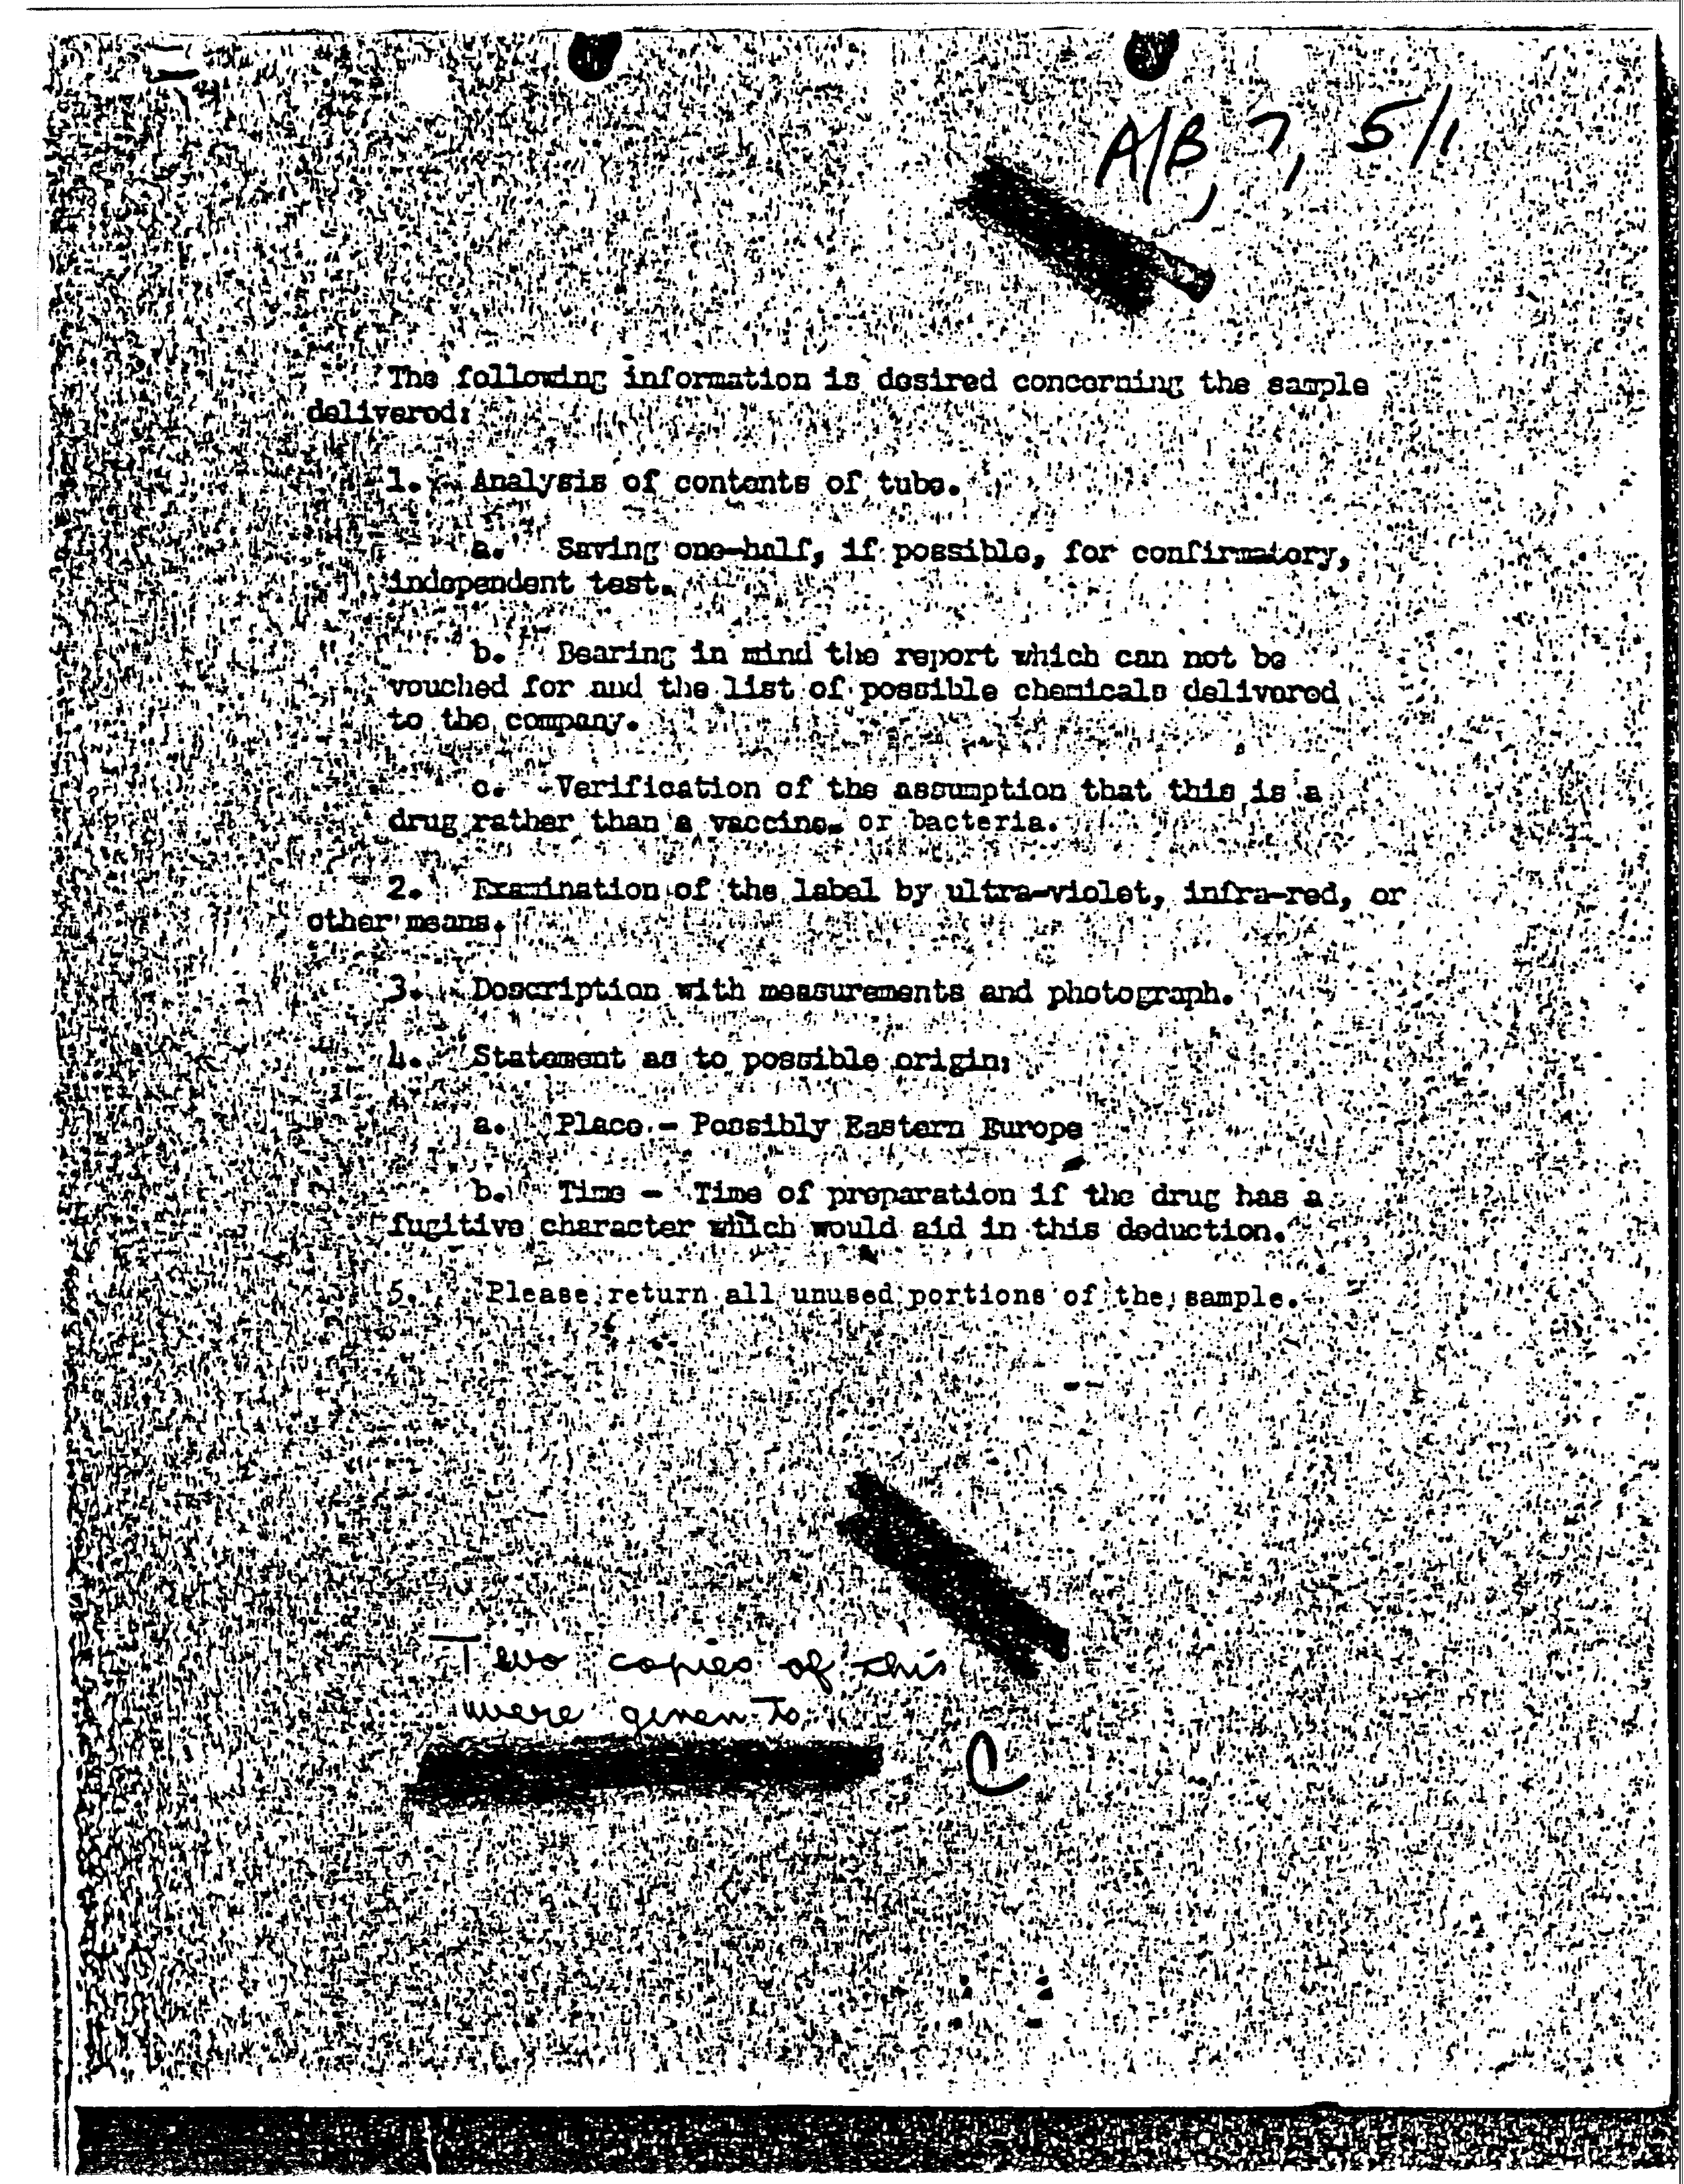 A/B, 7, 5/1
The following information is desired concerning the sample
delivered:
1. Analysis of contents of tube.
a. Saving one-half, if possible, for confirmatory,
independent test.
b. Bearing in mind the report which can not be
vouched for and the list of possible chemicals delivered
to the company.
c. Verification of the assumption that this is a
drug rather than a vaccine or bacteria.
2. Examination of the label by ultra-violet, infra-red, or
other means.
3. Description with measurements and photograph.
4. Statement as to possible origin:
a. Place - Possibly Eastern Europe
b. Time - Time of preparation if the drug has a
fugitive character which would aid in this deduction.
5. Please return all unused portions of the sample.
Two copies of this
were given to
C